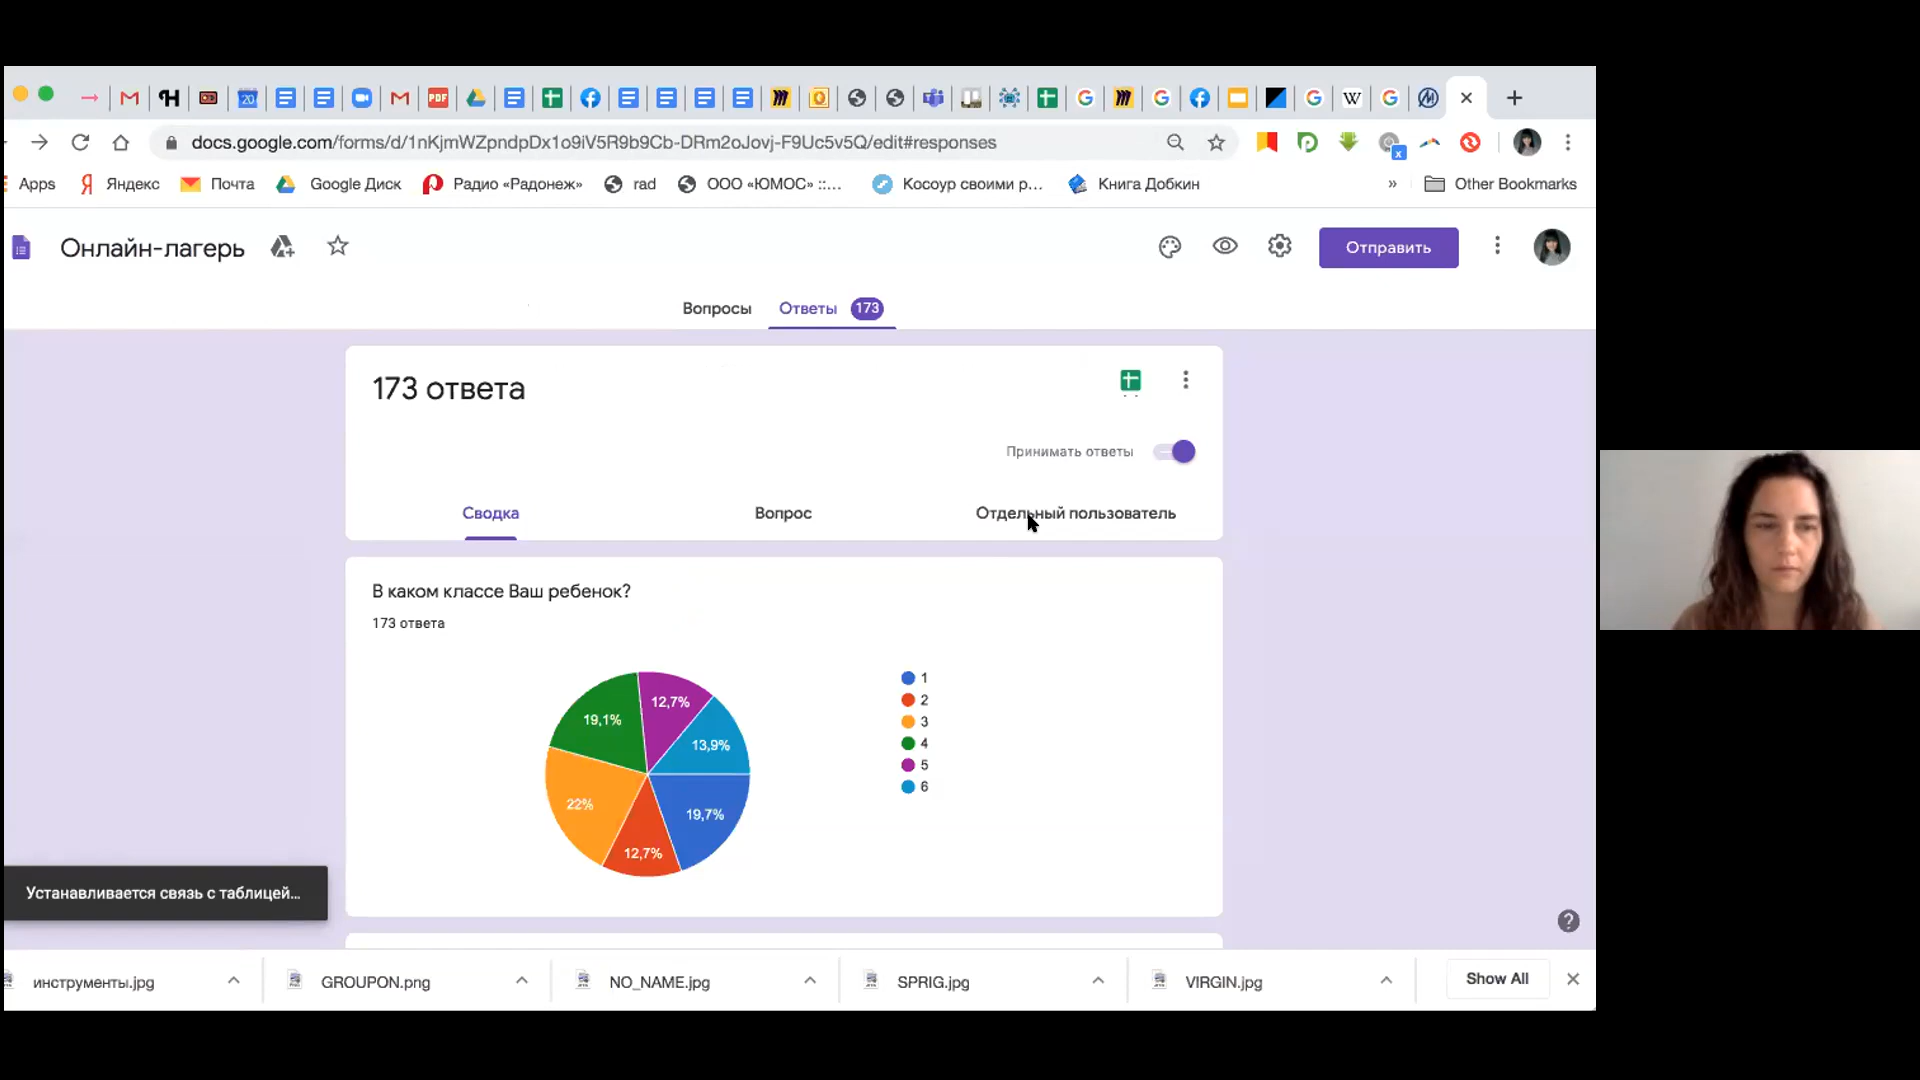 docs.google.com/forms/d/1nKjmWZpndpDx1o9iV5R9b9Cb-DRm2oJovj-F9Uc5v5Q/edit#responses
Apps Яндекс Почта Google Диск Радио «Радонеж» rad ООО «ЮМОС» ::... Косоур своими р... Книга Добкин » Other Bookmarks
Онлайн-лагерь
Отправить
Вопросы Ответы 173
173 ответа
Принимать ответы
Сводка Вопрос Отдельный пользователь
В каком классе Ваш ребенок?
173 ответа
19,1%
12,7%
13,9%
22%
19,7%
12,7%
1
2
3
4
5
6
Устанавливается связь с таблицей...
инструменты.jpg GROUPON.png NO_NAME.jpg SPRIG.jpg VIRGIN.jpg Show All